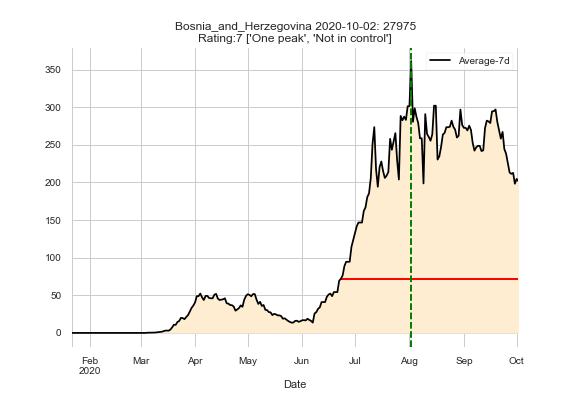 Bosnia_and_Herzegovina 2020-10-02: 27975
Rating:7 ['One peak', 'Not in control']
Average-7d
350
300
250
200
150
100
50
0
Feb
2020
Mar
Apr
May
Jun
Jul
Aug
Sep
Oct
Date